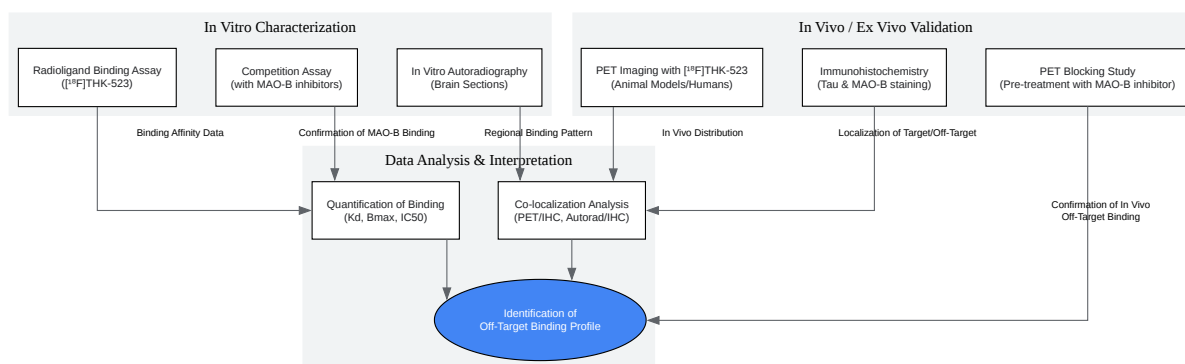 In Vitro Characterization
In Vivo / Ex Vivo Validation
Radioligand Binding Assay
([¹⁸F]THK-523)
Competition Assay
(with MAO-B inhibitors)
In Vitro Autoradiography
(Brain Sections)
PET Imaging with [¹⁸F]THK-523
(Animal Models/Humans)
Immunohistochemistry
(Tau & MAO-B staining)
PET Blocking Study
(Pre-treatment with MAO-B inhibitor)
Binding Affinity Data
Confirmation of MAO-B Binding
Regional Binding Pattern
In Vivo Distribution
Localization of Target/Off-Target
Data Analysis & Interpretation
Quantification of Binding
(Kd, Bmax, IC50)
Co-localization Analysis
(PET/IHC, Autorad/IHC)
Confirmation of In Vivo
Off-Target Binding
Identification of
Off-Target Binding Profile